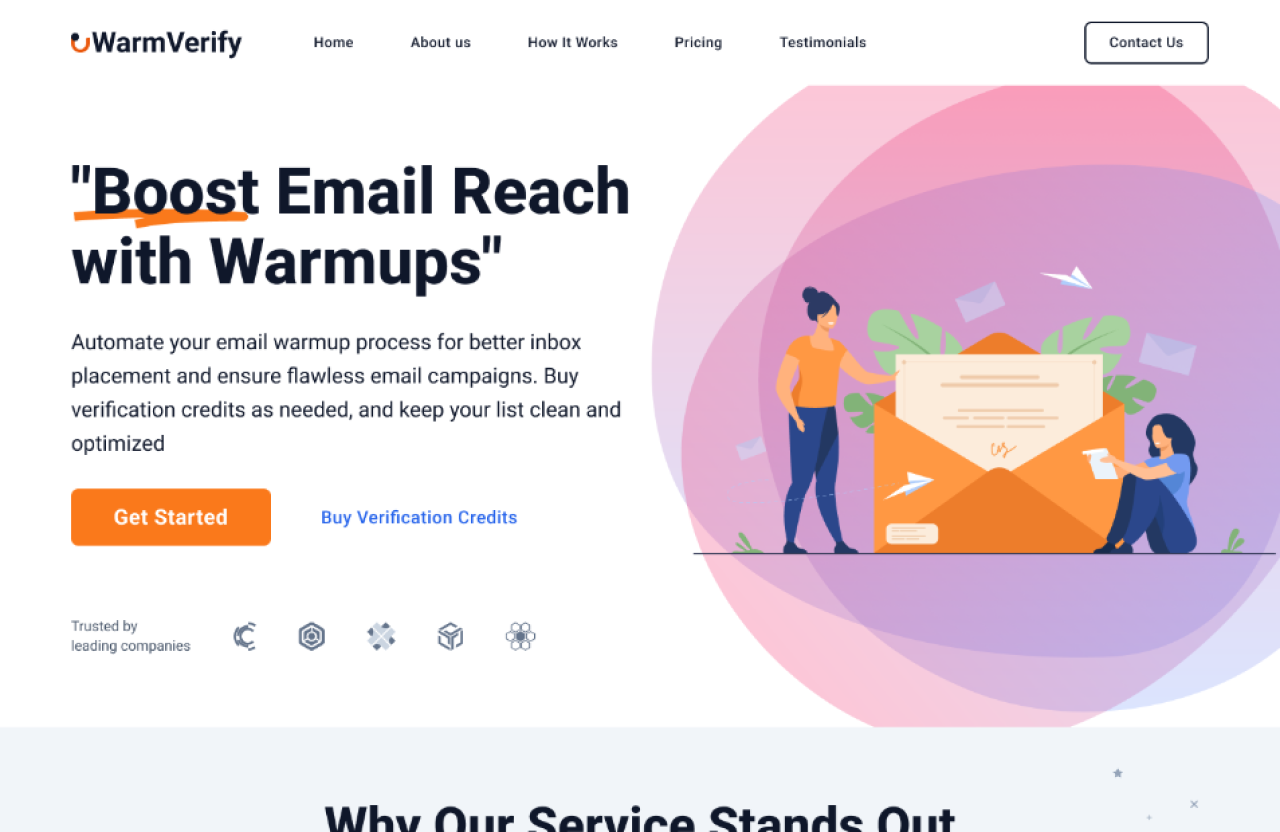 WarmVerify
Home
About us
How It Works
Pricing
Testimonials
Contact Us
"Boost Email Reach
with Warmups"
Automate your email warmup process for better inbox
placement and ensure flawless email campaigns. Buy
verification credits as needed, and keep your list clean and
optimized
Get Started
Buy Verification Credits
Trusted by
leading companies
Why Our Service Stands Out